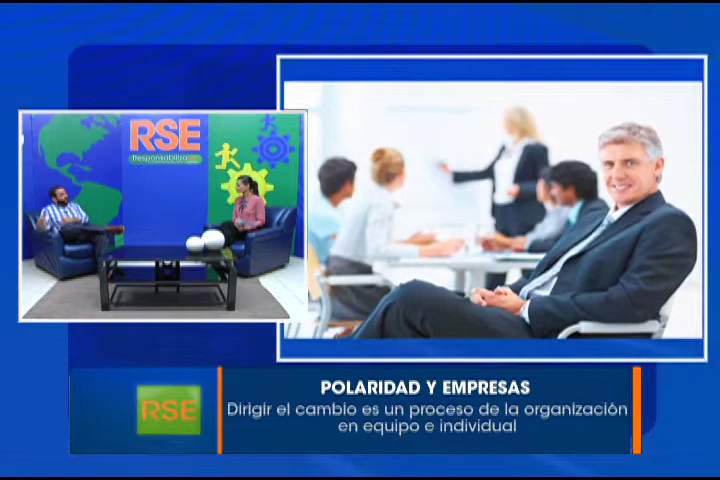 RSE
Responsabilidad
RSE
POLARIDAD Y EMPRESAS
Dirigir el cambio es un proceso de la organización
en equipo e individual